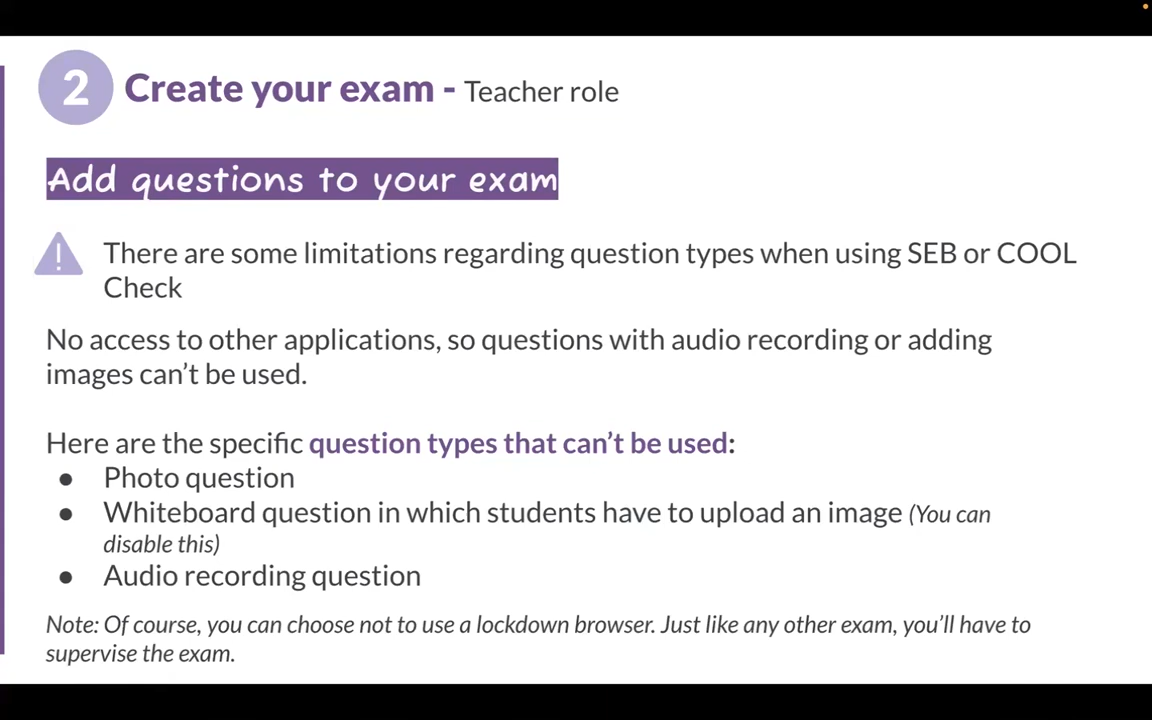 2 Create your exam - Teacher role
Add questions to your exam
There are some limitations regarding question types when using SEB or COOL
Check
No access to other applications, so questions with audio recording or adding
images can’t be used.
Here are the specific question types that can’t be used:
● Photo question
● Whiteboard question in which students have to upload an image (You can
disable this)
● Audio recording question
Note: Of course, you can choose not to use a lockdown browser. Just like any other exam, you’ll have to
supervise the exam.